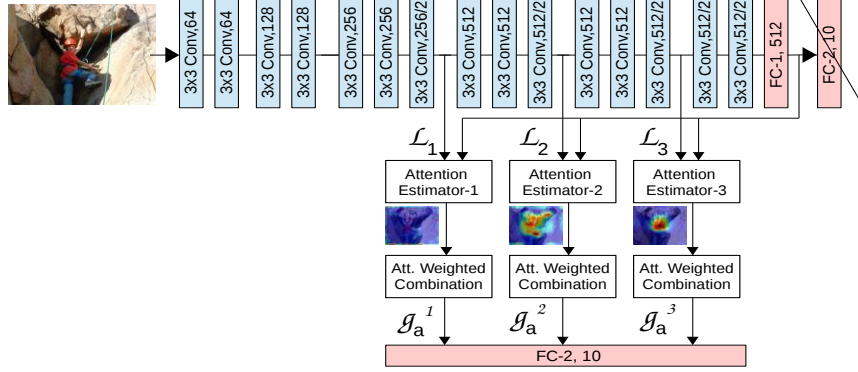 3x3 Conv,64
3x3 Conv,64
3x3 Conv,128
3x3 Conv,128
3x3 Conv,256
3x3 Conv,256
3x3 Conv,256/2
3x3 Conv,512
3x3 Conv,512
3x3 Conv,512/2
3x3 Conv,512
3x3 Conv,512
3x3 Conv,512/2
3x3 Conv,512/2
3x3 Conv,512/2
FC-1, 512
FC-2, 10
ℒ1
ℒ2
ℒ3
Attention
Estimator-1
Attention
Estimator-2
Attention
Estimator-3
Att. Weighted
Combination
Att. Weighted
Combination
Att. Weighted
Combination
ga1
ga2
ga3
FC-2, 10